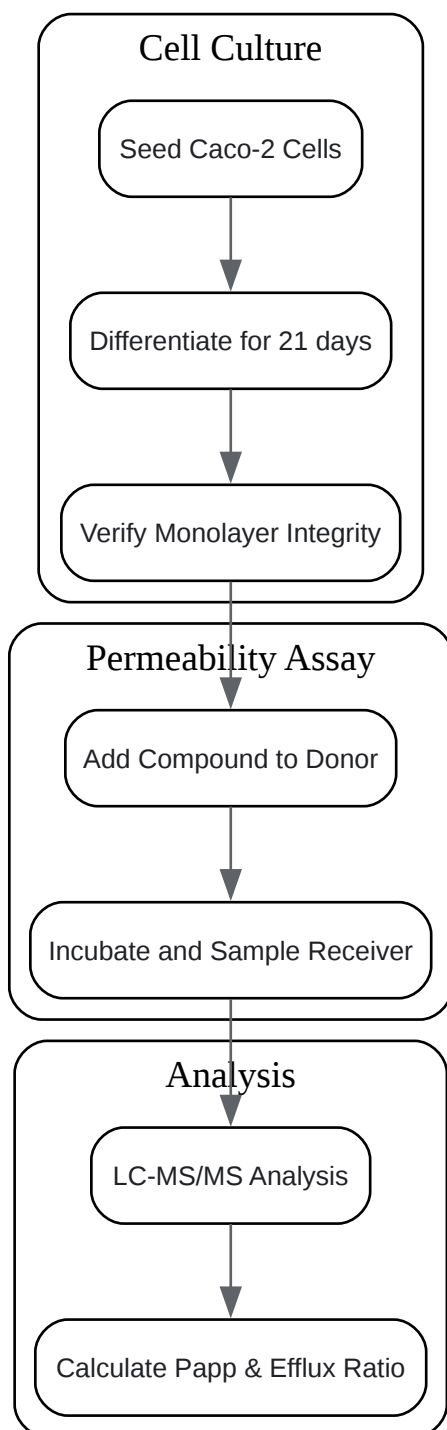 Cell Culture
Seed Caco-2 Cells
Differentiate for 21 days
Verify Monolayer Integrity
Permeability Assay
Add Compound to Donor
Incubate and Sample Receiver
Analysis
LC-MS/MS Analysis
Calculate Papp & Efflux Ratio